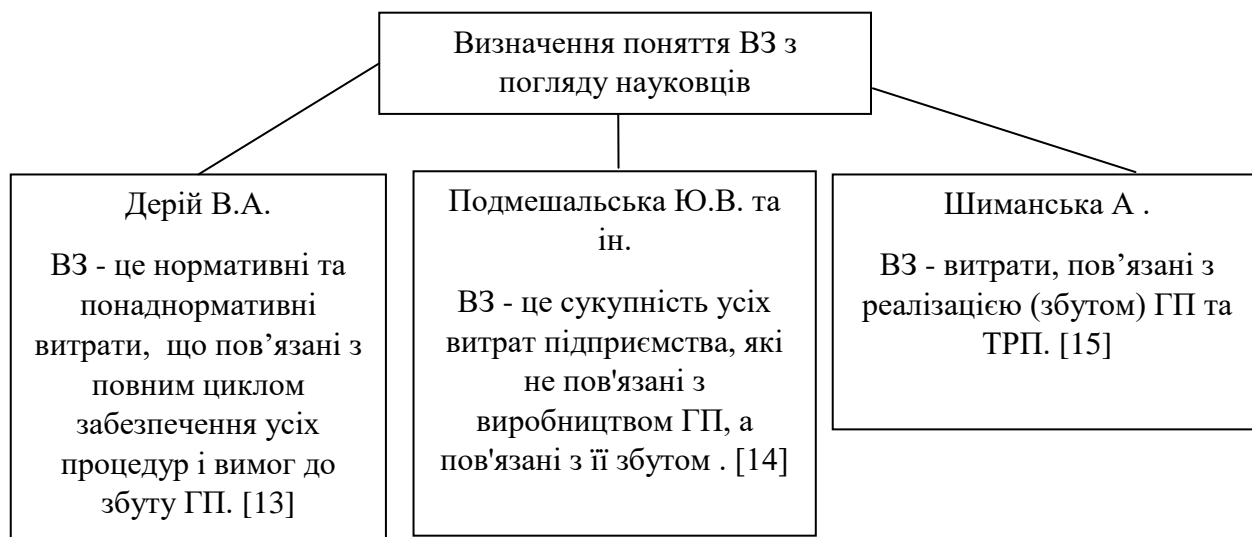 Визначення поняття ВЗ з
погляду науковців
Дерій В.А.
ВЗ - це нормативні та
понаднормативні
витрати, що пов’язані з
повним циклом
забезпечення усіх
процедур і вимог до
збуту ГП. [13]
Подмешальська Ю.В. та
ін.
ВЗ - це сукупність усіх
витрат підприємства, які
не пов'язані з
виробництвом ГП, а
пов'язані з її збутом . [14]
Шиманська А .
ВЗ - витрати, пов’язані з
реалізацією (збутом) ГП та
ТРП. [15]